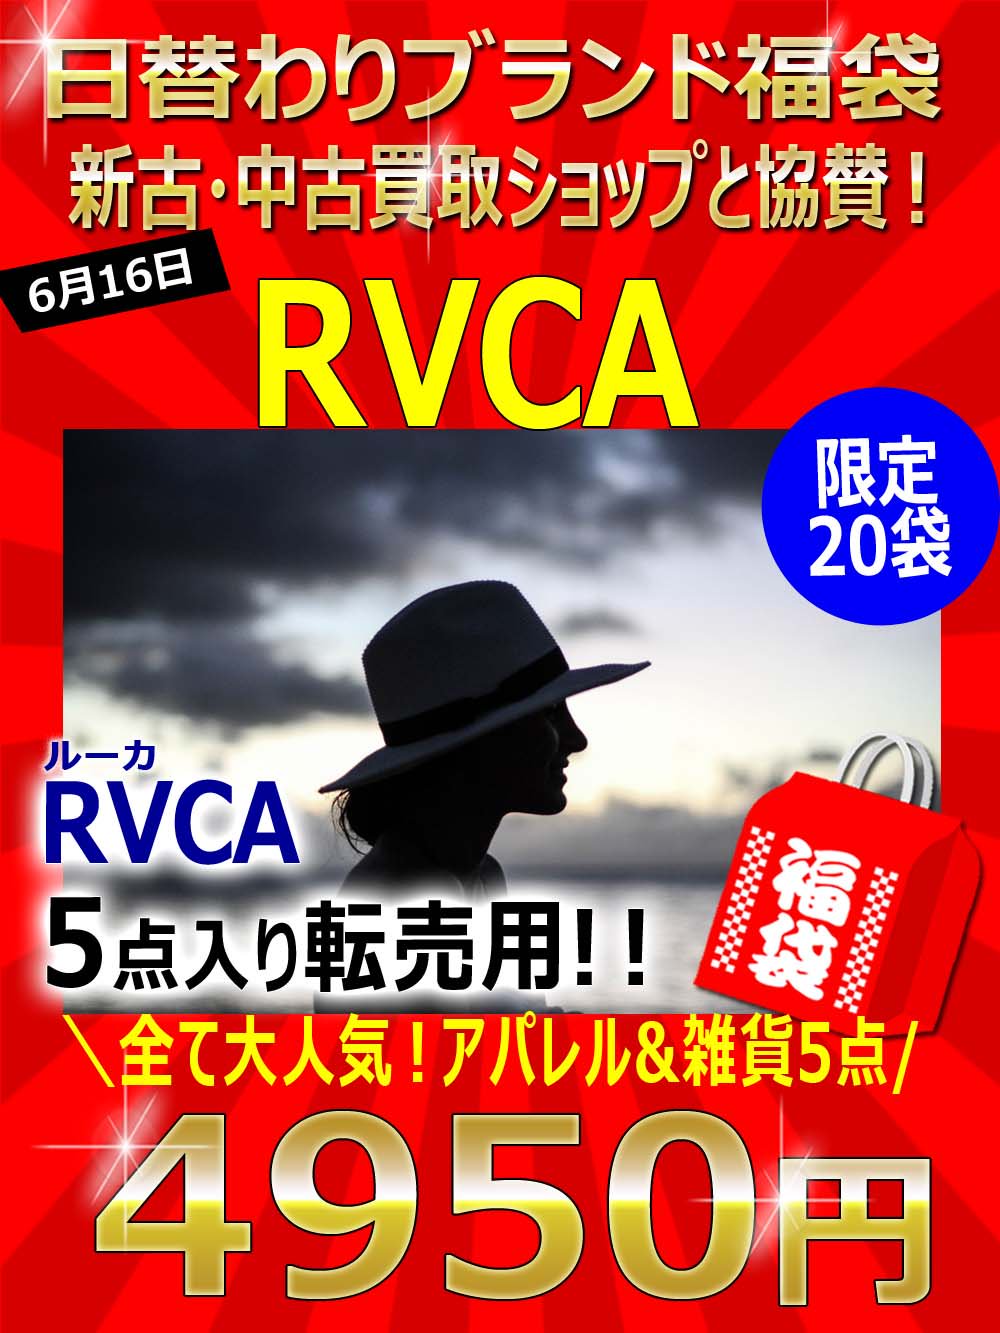 日替わりブランド福袋
新古・中古買取ショップと協賛！
6月16日
RVCA
限定
20袋
ルーカ
RVCA
5点入り転売用！！
福袋
＼全て大人気！アパレル&雑貨5点/
4950円